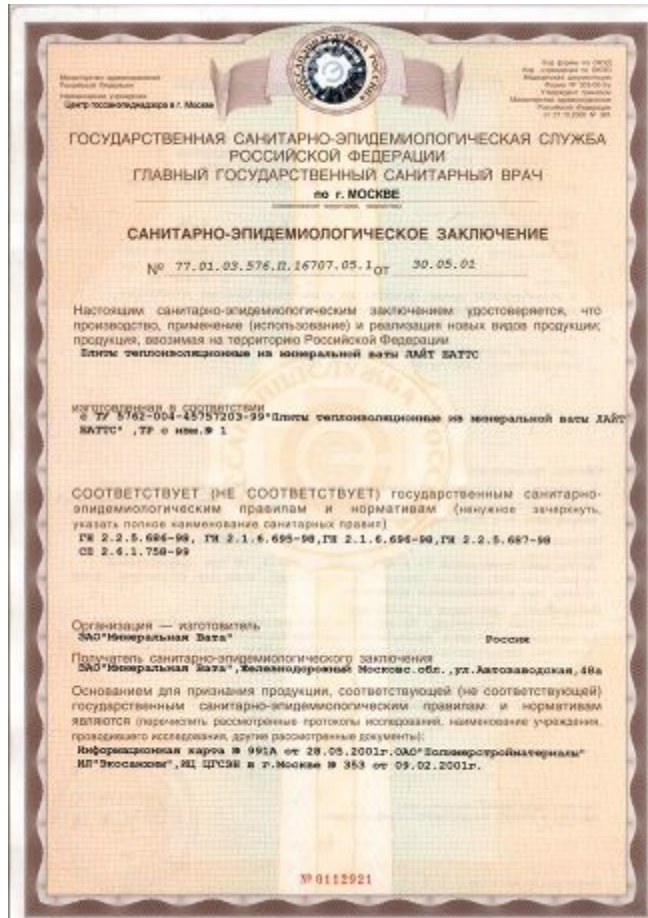 Министерство здравоохранения
Российской Федерации
Центр госсанэпиднадзора в г. Москве
ГОСУДАРСТВЕННАЯ САНИТАРНО-ЭПИДЕМИОЛОГИЧЕСКАЯ СЛУЖБА
РОССИЙСКОЙ ФЕДЕРАЦИИ
ГЛАВНЫЙ ГОСУДАРСТВЕННЫЙ САНИТАРНЫЙ ВРАЧ
по г. МОСКВЕ
САНИТАРНО-ЭПИДЕМИОЛОГИЧЕСКОЕ ЗАКЛЮЧЕНИЕ
№ 77.01.03.576.П.16707.05.1 от 30.05.01
Настоящим санитарно-эпидемиологическим заключением удостоверяется, что
производство, применение (использование) и реализация новых видов продукции;
продукция, ввозимая на территорию Российской Федерации
Плиты теплоизоляционные из минеральной ваты ЛАЙТ БАТТС
изготовленная в соответствии
с ТУ 5762-004-45757203-99"Плиты теплоизоляционные из минеральной ваты ЛАЙТ
БАТТС" ,ТР с изм.№ 1
СООТВЕТСТВУЕТ (НЕ СООТВЕТСТВУЕТ) государственным санитарно-
эпидемиологическим правилам и нормативам (ненужное зачеркнуть,
указать полное наименование санитарных правил)
ГН 2.2.5.686-98, ГН 2.1.6.695-98,ГН 2.1.6.696-98,ГН 2.2.5.687-98
СП 2.6.1.758-99
Организация — изготовитель
ЗАО"Минеральная Вата" Россия
Получатель санитарно-эпидемиологического заключения
ЗАО"Минеральная Вата",Железнодорожный Московс.обл.,ул.Автозаводская,48а
Основанием для признания продукции, соответствующей (не соответствующей)
государственным санитарно-эпидемиологическим правилам и нормативам
являются (перечислить рассмотренные протоколы исследований, наименование учреждения,
проводившего исследования, другие рассмотренные документы):
Информационная карта № 991А от 28.05.2001г.ОАО"Полимерстройматериалы"
ИЛ"Экосанхим",ИЦ ЦГСЭН в г.Москве № 353 от 09.02.2001г.
№ 0112921